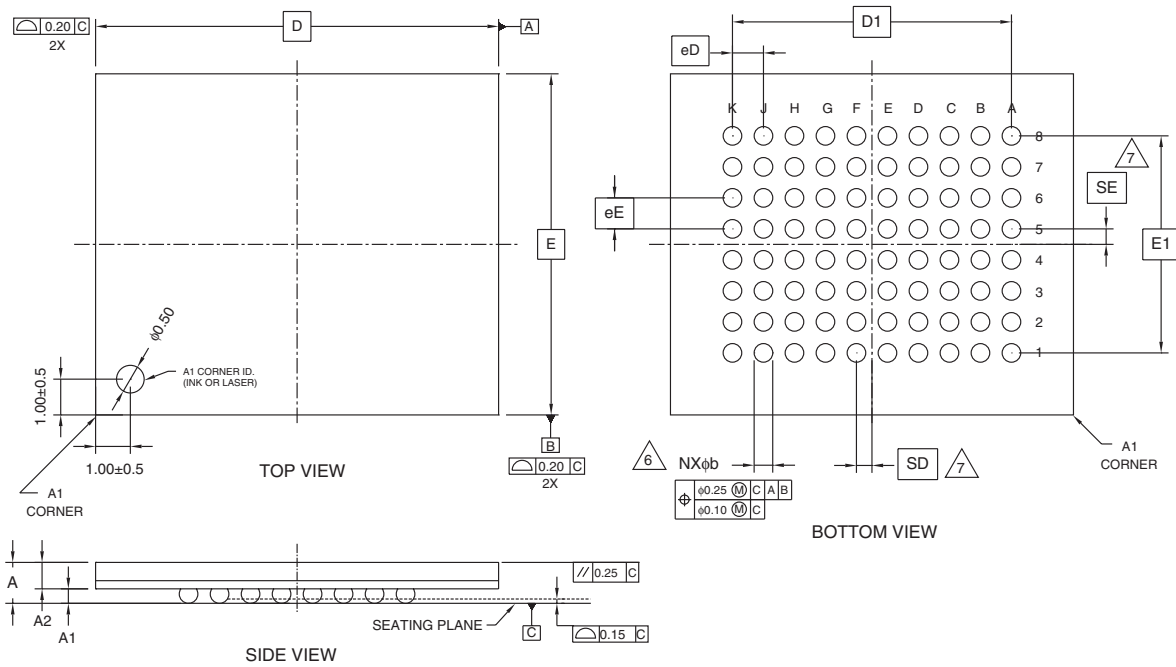 0.20 C
2X
D
A
D1
eD
K J H G F E D C B A
8
7
7
SE
6
eE
5
E
E1
4
3
2
1
φ0.50
A1 CORNER ID.
(INK OR LASER)
1.00±0.5
1.00±0.5
TOP VIEW
B
0.20 C
2X
A1
CORNER
6
NXφb
SD
7
φ0.25 M C A B
φ0.10 M C
A1
CORNER
BOTTOM VIEW
A
A2
A1
// 0.25 C
SEATING PLANE
C
0.15 C
SIDE VIEW